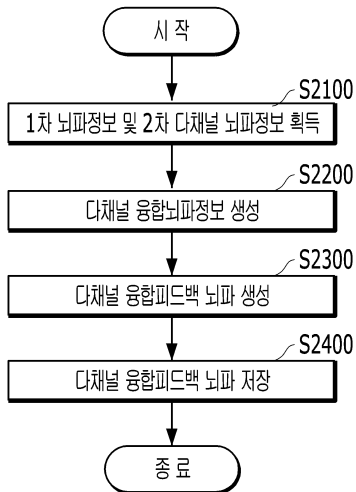 시 작
S2100
1차 뇌파정보 및 2차 다채널 뇌파정보 획득
S2200
다채널 융합뇌파정보 생성
S2300
다채널 융합피드백 뇌파 생성
S2400
다채널 융합피드백 뇌파 저장
종 료